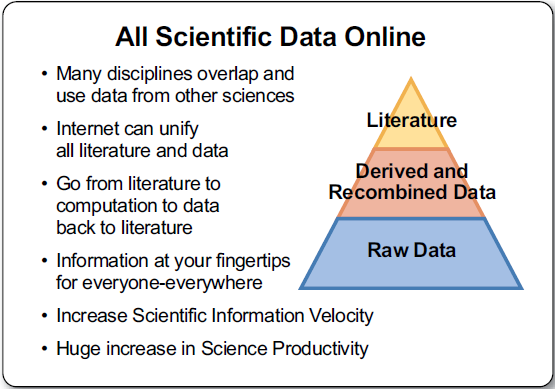 All Scientific Data Online
• Many disciplines overlap and
use data from other sciences
• Internet can unify
all literature and data
• Go from literature to
computation to data
back to literature
• Information at your fingertips
for everyone-everywhere
• Increase Scientific Information Velocity
• Huge increase in Science Productivity
Literature
Derived and
Recombined Data
Raw Data